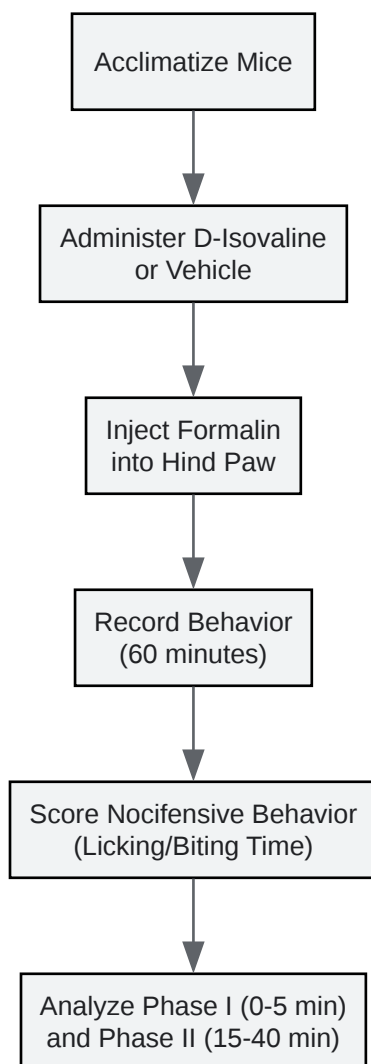 Acclimatize Mice
Administer D-Isovaline
or Vehicle
Inject Formalin
into Hind Paw
Record Behavior
(60 minutes)
Score Nocifensive Behavior
(Licking/Biting Time)
Analyze Phase I (0-5 min)
and Phase II (15-40 min)